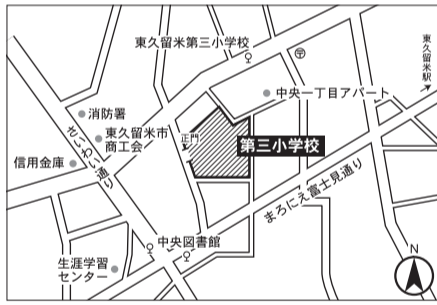 東久留米第三小学校
〒
東久留米駅
中央一丁目アパート
消防署
東久留米市
商工会
正門
第三小学校
信用金庫
さいわい通り
まろにえ富士見通り
中央図書館
生涯学習
センター
N